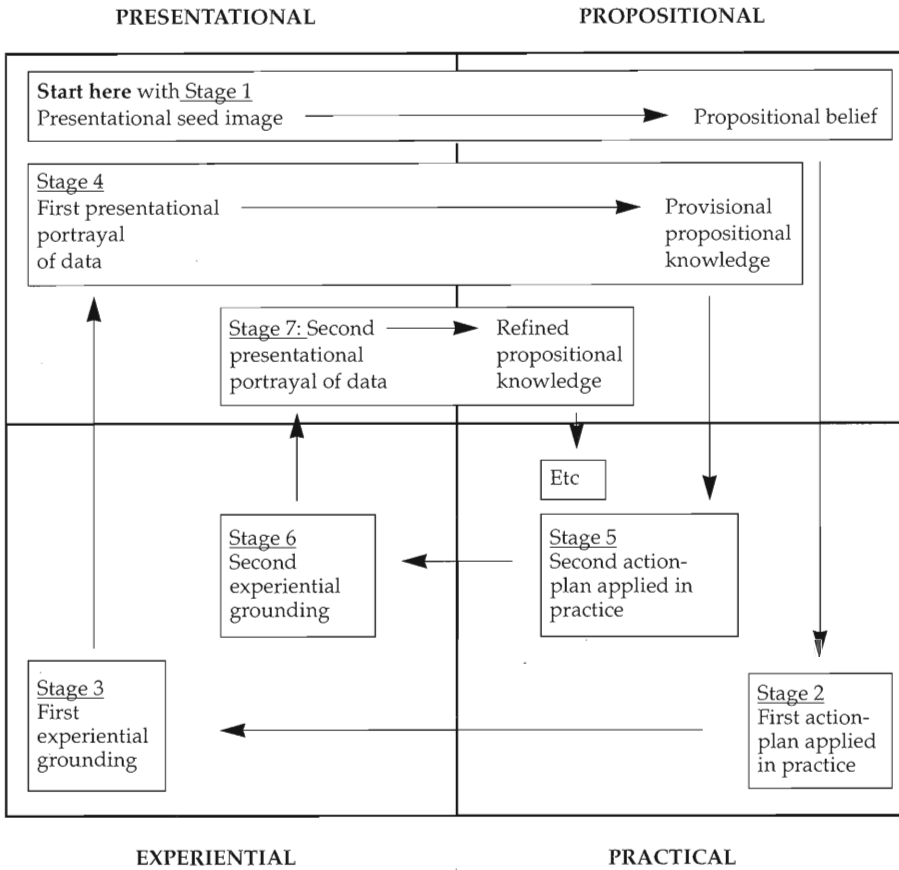 PRESENTATIONAL
PROPOSITIONAL
Start here with Stage 1
Presentational seed image
Propositional belief
Stage 4
First presentational
portrayal
of data
Provisional
propositional
knowledge
Stage 7: Second
presentational
portrayal of data
Refined
propositional
knowledge
Etc
Stage 6
Second
experiential
grounding
Stage 5
Second action-
plan applied in
practice
Stage 3
First
experiential
grounding
Stage 2
First action-
plan applied
in practice
EXPERIENTIAL
PRACTICAL